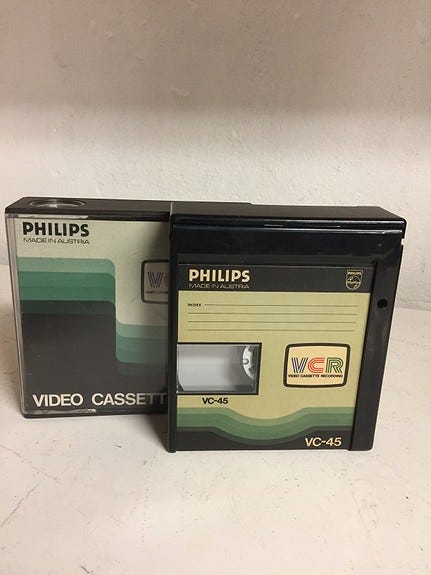 PHILIPS
MADE IN AUSTRIA
VC
VIDEO CASSETT
PHILIPS
MADE IN AUSTRIA
PHILIPS
INDEX
VCR
VIDEO CASSETTE RECORDING
VC-45
VC-45